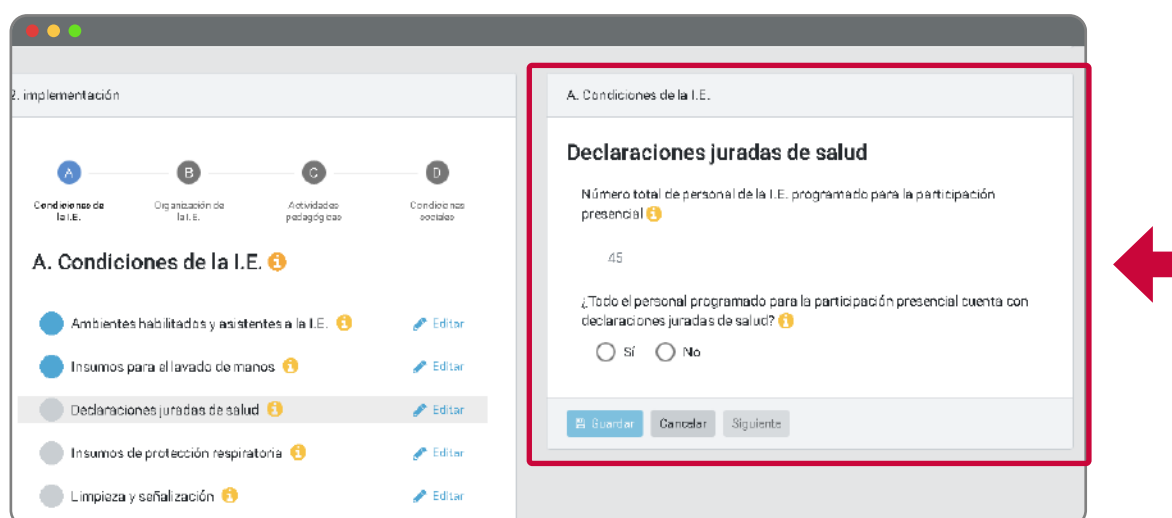 2. implementación
A
B
C
D
Condiciones de
la I.E.
Organización de
la I.E.
Actividades
pedagógicas
Condiciones
sociales
A. Condiciones de la I.E.
Ambientes habilitados y asistentes a la I.E.
Editar
Insumos para el lavado de manos
Editar
Declaraciones juradas de salud
Editar
Insumos de protección respiratoria
Editar
Limpieza y señalización
Editar
A. Condiciones de la I.E.
Declaraciones juradas de salud
Número total de personal de la I.E. programado para la participación
presencial
45
¿Todo el personal programado para la participación presencial cuenta con
declaraciones juradas de salud?
Sí No
Guardar Cancelar Siguiente